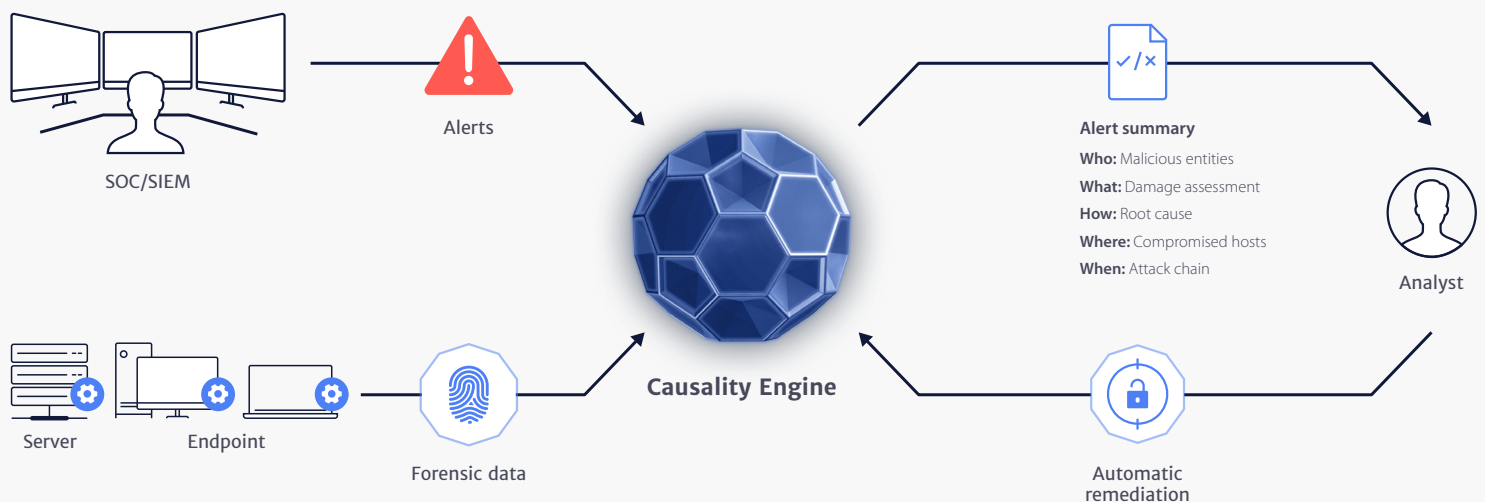 SOC/SIEM
Alerts
Server
Endpoint
Forensic data
Causality Engine
✓/×
Alert summary
Who: Malicious entities
What: Damage assessment
How: Root cause
Where: Compromised hosts
When: Attack chain
Analyst
Automatic
remediation